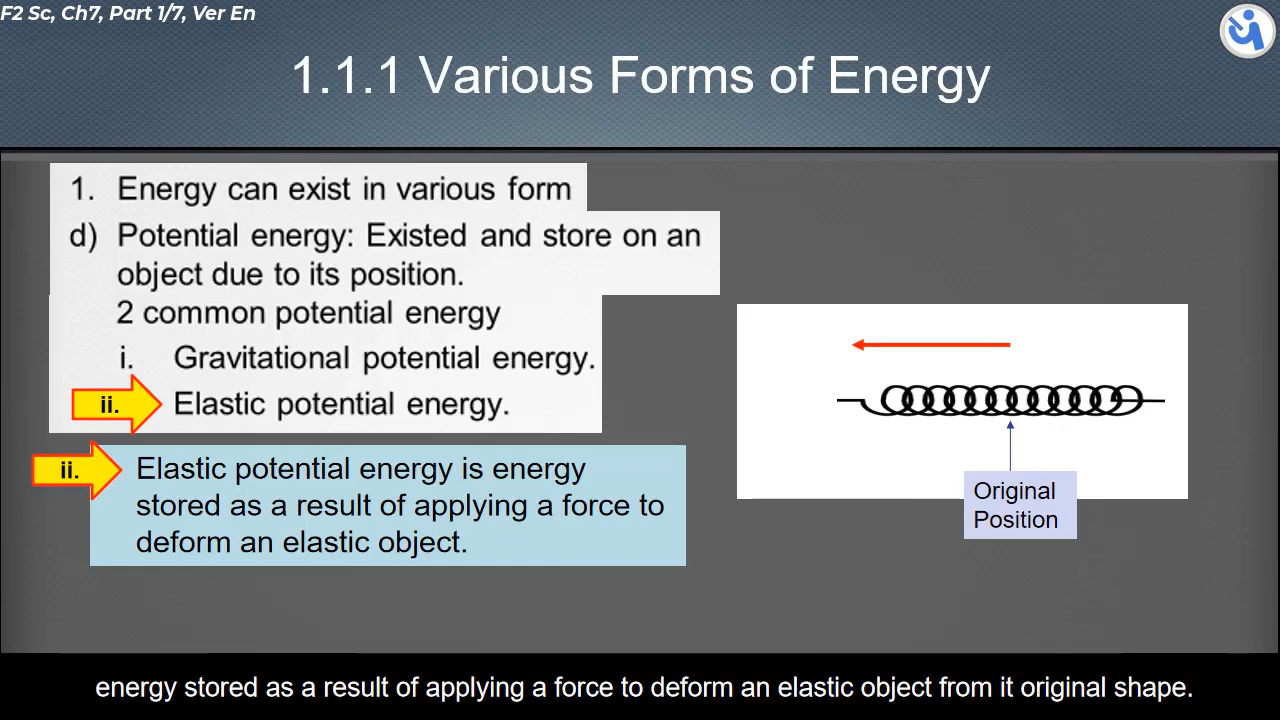 F2 Sc, Ch7, Part 1/7, Ver En
1.1.1 Various Forms of Energy
1. Energy can exist in various form
d) Potential energy: Existed and store on an
object due to its position.
2 common potential energy
i. Gravitational potential energy.
ii. Elastic potential energy.
ii. Elastic potential energy is energy
stored as a result of applying a force to
deform an elastic object.
Original
Position
energy stored as a result of applying a force to deform an elastic object from it original shape.